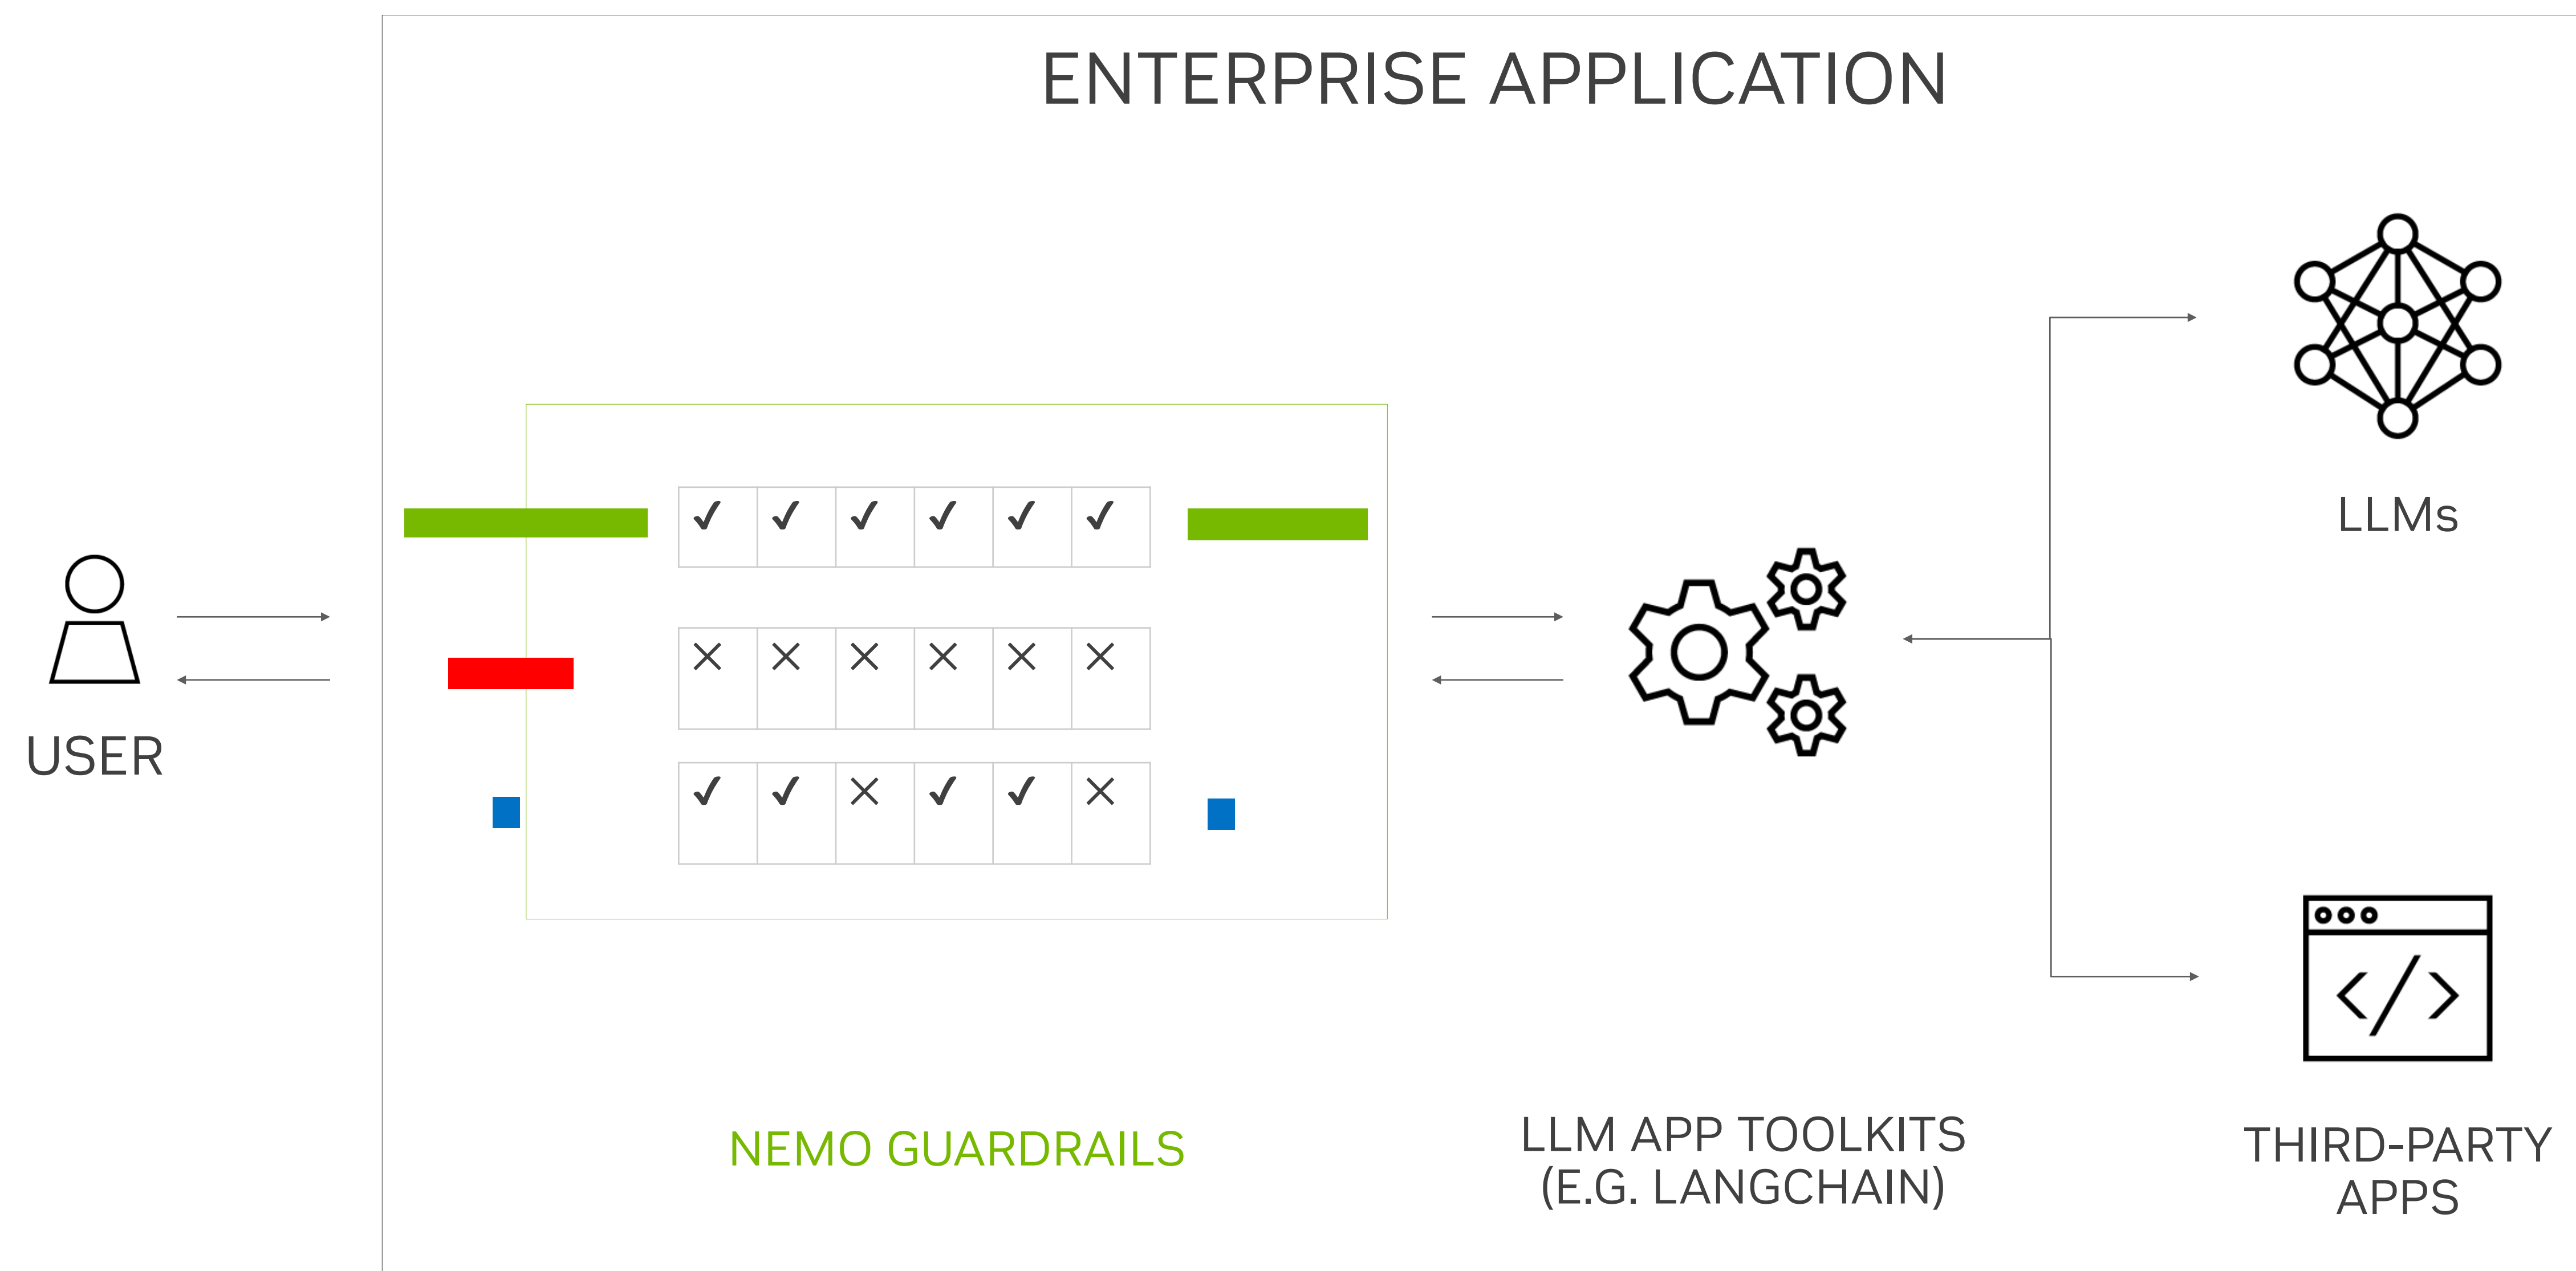 ENTERPRISE APPLICATION
LLMs
USER
</>
NEMO GUARDRAILS
LLM APP TOOLKITS
(E.G. LANGCHAIN)
THIRD-PARTY
APPS